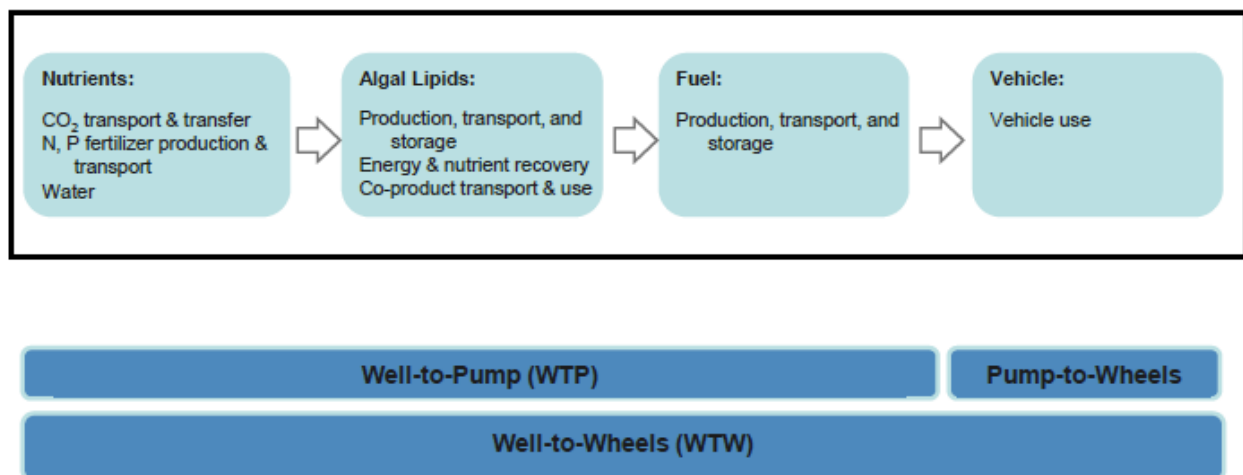 Nutrients:
CO₂ transport & transfer
N, P fertilizer production &
transport
Water
Algal Lipids:
Production, transport, and
storage
Energy & nutrient recovery
Co-product transport & use
Fuel:
Production, transport, and
storage
Vehicle:
Vehicle use
Well-to-Pump (WTP)
Pump-to-Wheels
Well-to-Wheels (WTW)